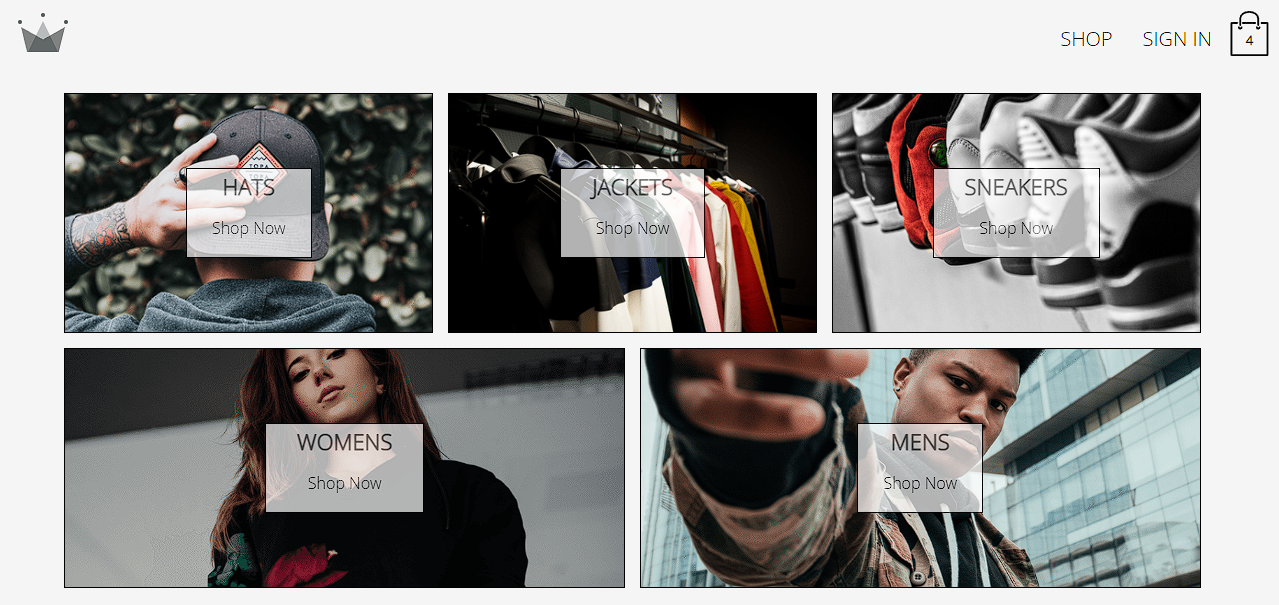 SHOP
SIGN IN
4
TOPA
HATS
Shop Now
JACKETS
Shop Now
SNEAKERS
Shop Now
WOMENS
Shop Now
MENS
Shop Now